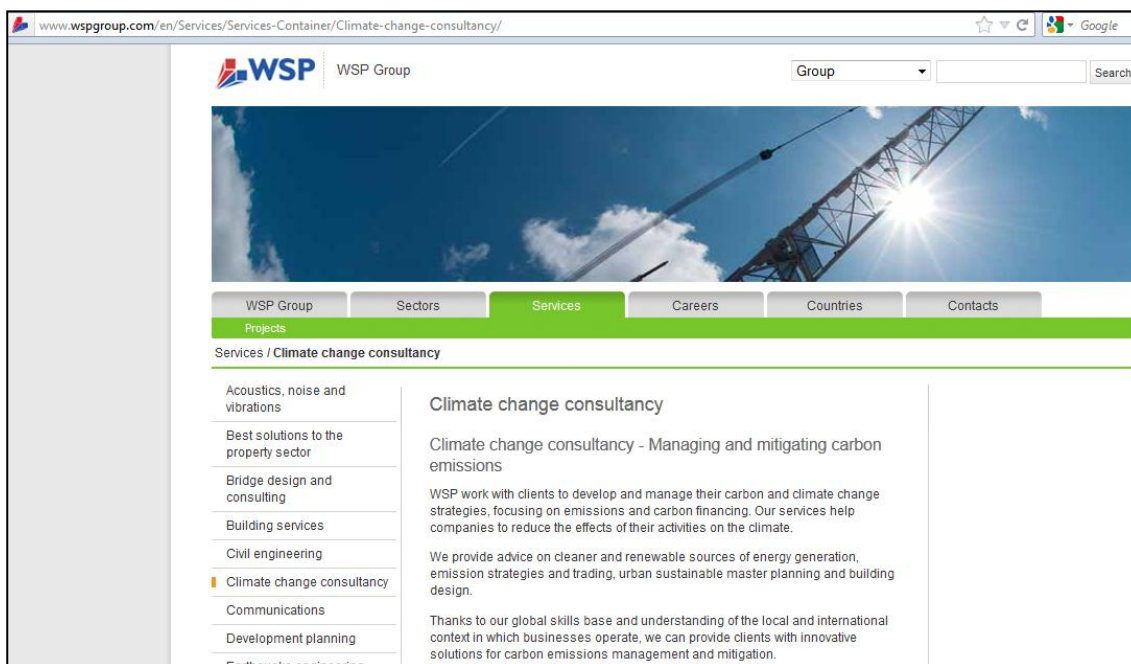 www.wspgroup.com/en/Services/Services-Container/Climate-change-consultancy/
Google
WSP
WSP Group
Group
Search
WSP Group
Sectors
Services
Careers
Countries
Contacts
Projects
Services / Climate change consultancy
Acoustics, noise and
vibrations
Best solutions to the
property sector
Bridge design and
consulting
Building services
Civil engineering
Climate change consultancy
Communications
Development planning
Earthquake engineering
Climate change consultancy
Climate change consultancy - Managing and mitigating carbon
emissions
WSP work with clients to develop and manage their carbon and climate change
strategies, focusing on emissions and carbon financing. Our services help
companies to reduce the effects of their activities on the climate.
We provide advice on cleaner and renewable sources of energy generation,
emission strategies and trading, urban sustainable master planning and building
design.
Thanks to our global skills base and understanding of the local and international
context in which businesses operate, we can provide clients with innovative
solutions for carbon emissions management and mitigation.